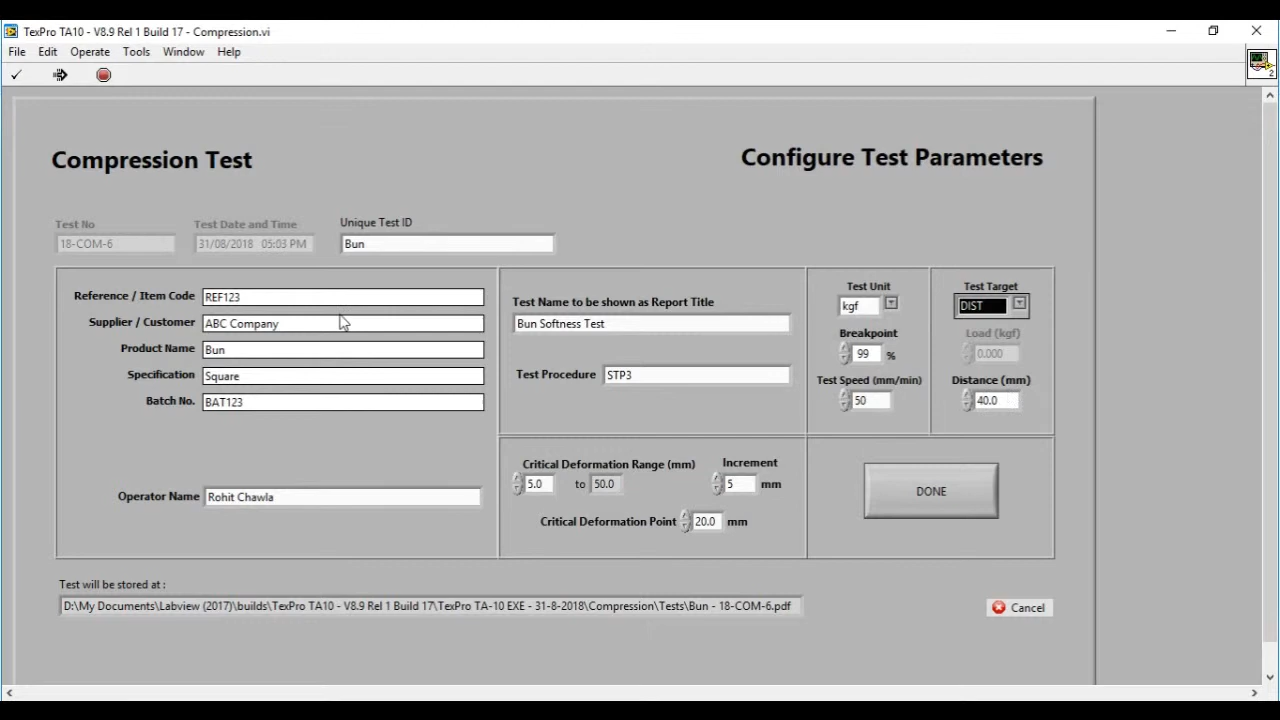 TexPro TA10 - V8.9 Rel 1 Build 17 - Compression.vi
File Edit Operate Tools Window Help
2
Compression Test
Configure Test Parameters
Test No
18-COM-6
Test Date and Time
31/08/2018 05:03 PM
Unique Test ID
Bun
Reference / Item Code REF123
Supplier / Customer ABC Company
Product Name Bun
Specification Square
Batch No. BAT123
Operator Name Rohit Chawla
Test Name to be shown as Report Title
Bun Softness Test
Test Procedure STP3
Test Unit
kgf
Breakpoint
99 %
Test Speed (mm/min)
50
Test Target
DIST
Load (kgf)
0.000
Distance (mm)
40.0
Critical Deformation Range (mm)
5.0 to 50.0
Increment
5 mm
Critical Deformation Point 20.0 mm
DONE
Test will be stored at :
D:\My Documents\Labview (2017)\builds\TexPro TA10 - V8.9 Rel 1 Build 17\TexPro TA-10 EXE - 31-8-2018\Compression\Tests\Bun - 18-COM-6.pdf
Cancel